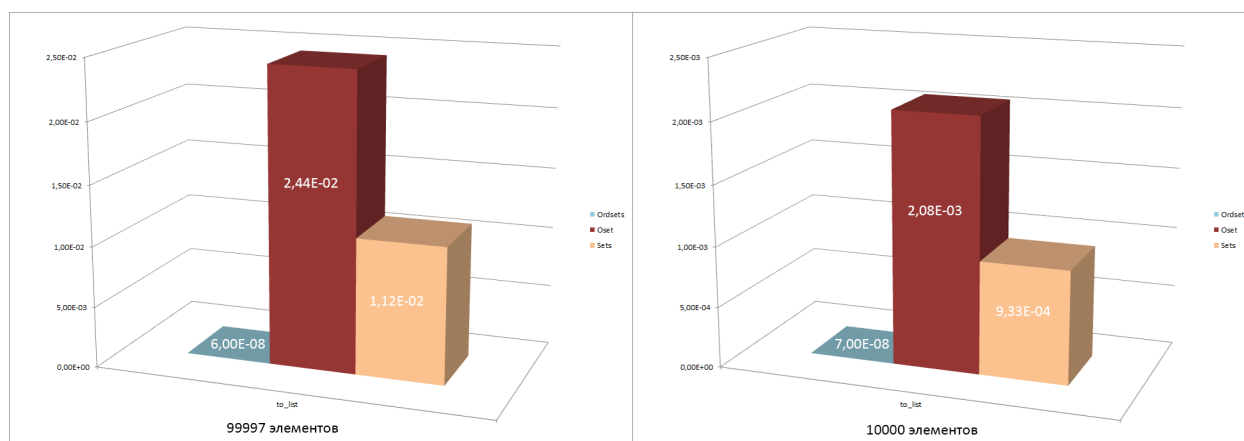 2,50E-02
2,00E-02
1,50E-02
1,00E-02
5,00E-03
0,00E+00
2,44E-02
1,12E-02
6,00E-08
Ordsets
Oset
Sets
to_list
99997 элементов
2,50E-03
2,00E-03
1,50E-03
1,00E-03
5,00E-04
0,00E+00
2,08E-03
9,33E-04
7,00E-08
Ordsets
Oset
Sets
to_list
10000 элементов